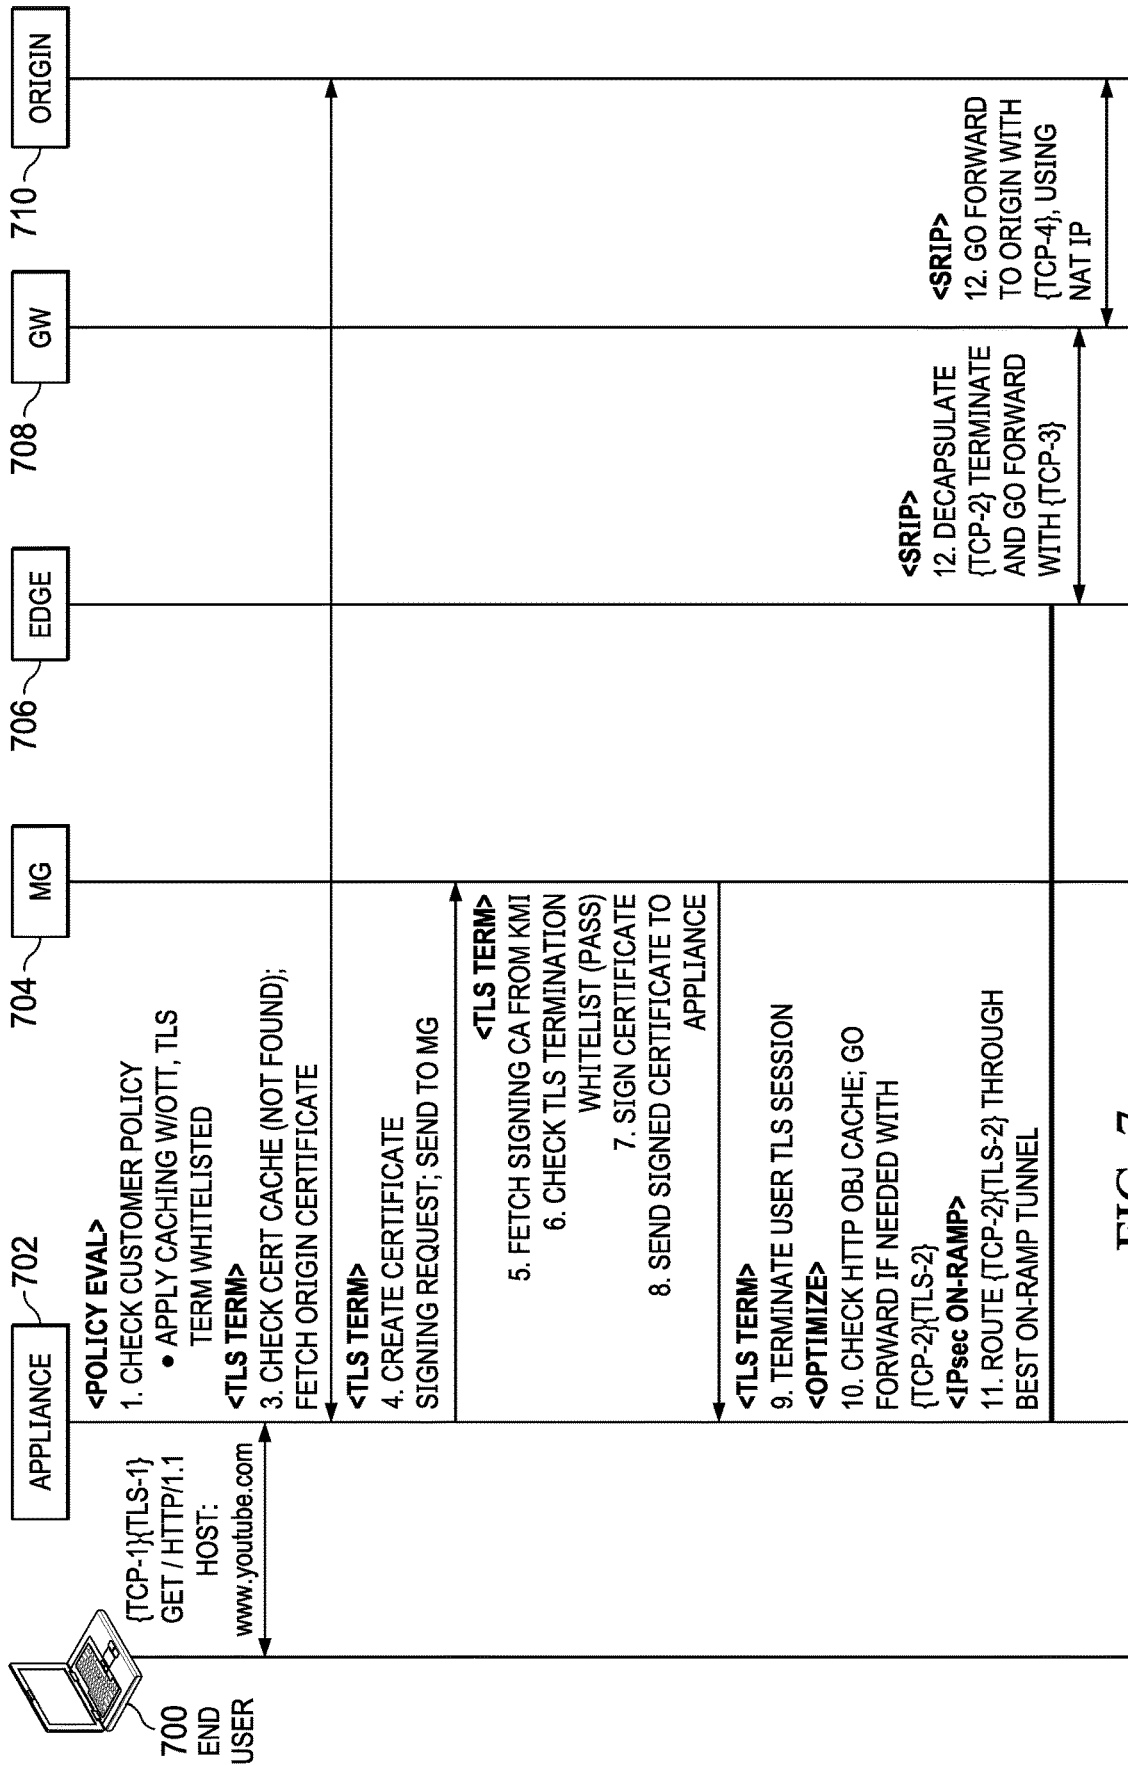 700
END
USER
{TCP-1}{TLS-1}
GET / HTTP/1.1
HOST:
www.youtube.com
APPLIANCE
702
MG
704
EDGE
706
GW
708
ORIGIN
710
<POLICY EVAL>
1. CHECK CUSTOMER POLICY
• APPLY CACHING W/OTT, TLS
TERM WHITELISTED
<TLS TERM>
3. CHECK CERT CACHE (NOT FOUND);
FETCH ORIGIN CERTIFICATE
<TLS TERM>
4. CREATE CERTIFICATE
SIGNING REQUEST; SEND TO MG
<TLS TERM>
5. FETCH SIGNING CA FROM KMI
6. CHECK TLS TERMINATION
WHITELIST (PASS)
7. SIGN CERTIFICATE
8. SEND SIGNED CERTIFICATE TO
APPLIANCE
<TLS TERM>
9. TERMINATE USER TLS SESSION
<OPTIMIZE>
10. CHECK HTTP OBJ CACHE; GO
FORWARD IF NEEDED WITH
{TCP-2}{TLS-2}
<IPsec ON-RAMP>
11. ROUTE {TCP-2}{TLS-2} THROUGH
BEST ON-RAMP TUNNEL
<SRIP>
12. DECAPSULATE
{TCP-2} TERMINATE
AND GO FORWARD
WITH {TCP-3}
<SRIP>
12. GO FORWARD
TO ORIGIN WITH
{TCP-4}, USING
NAT IP
FIG. 7